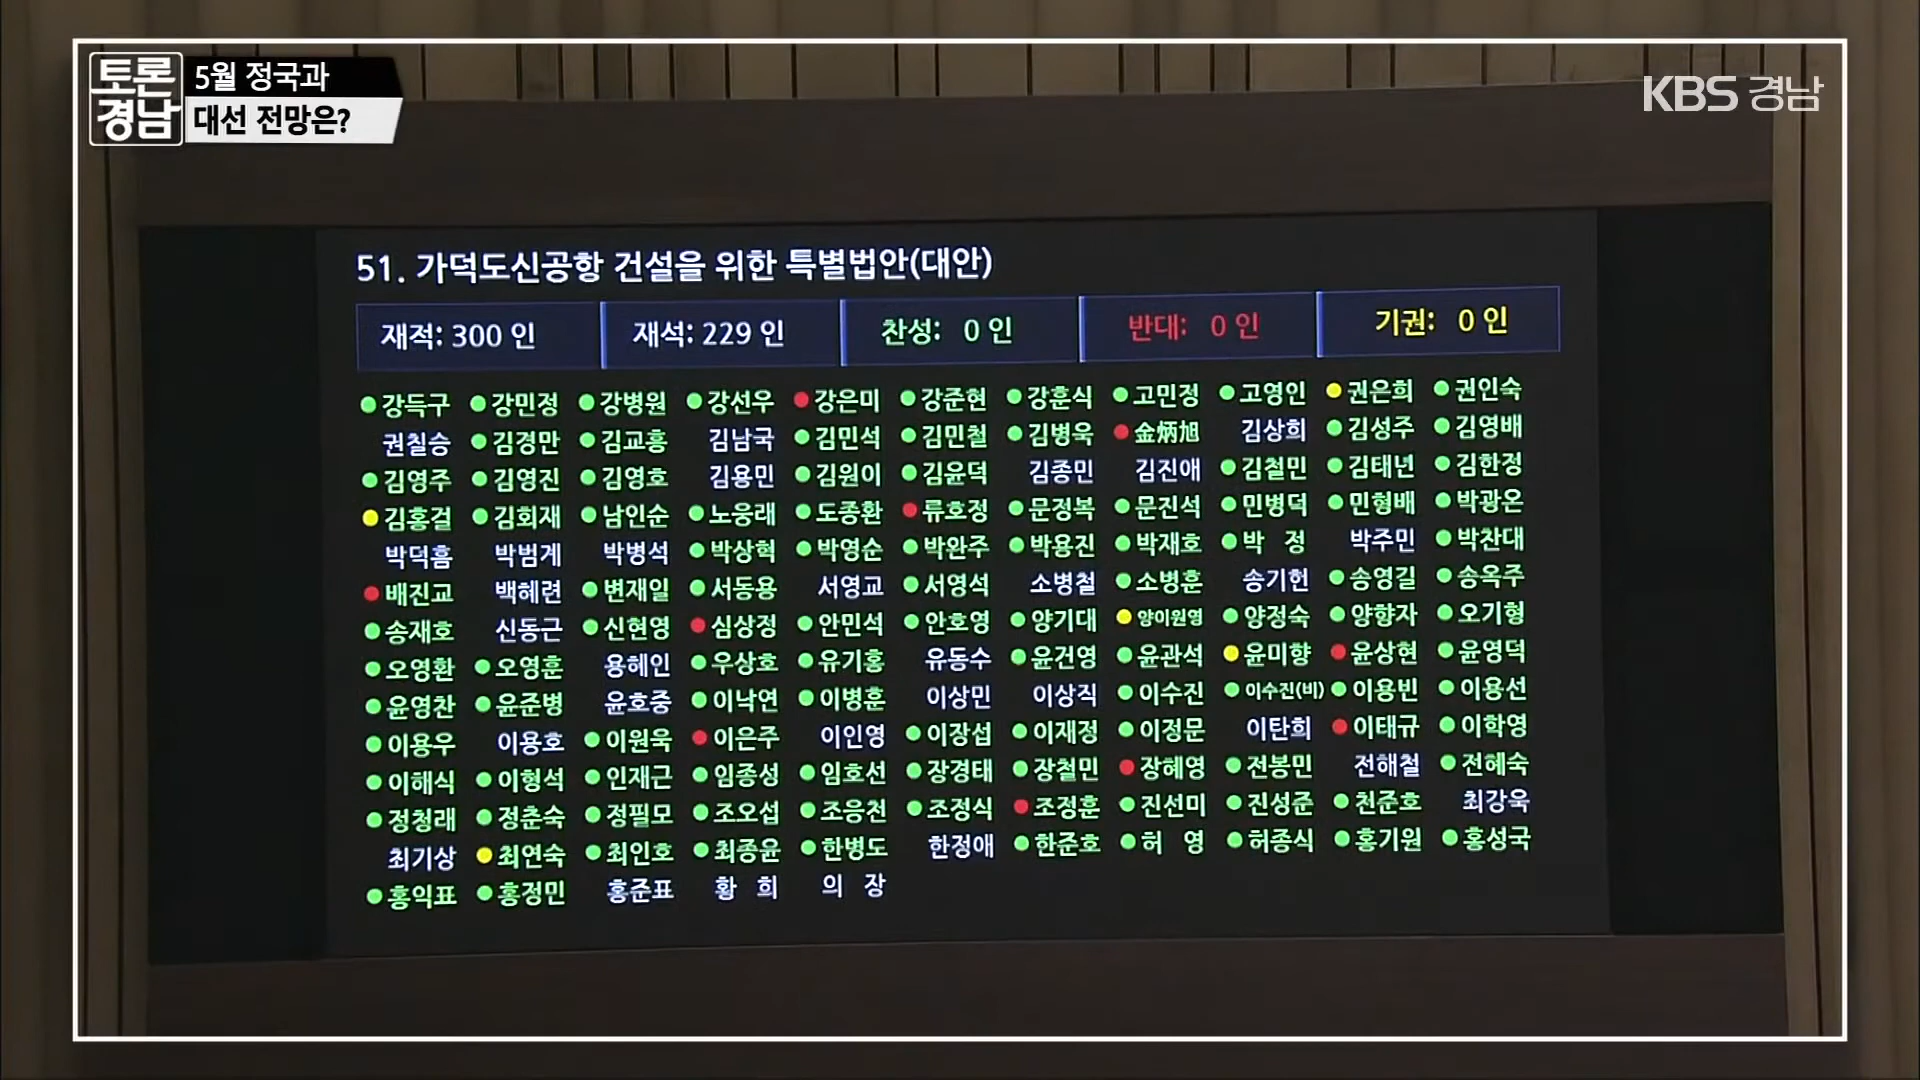 토론
경남
5월 정국과
대선 전망은?
KBS 경남
51. 가덕도신공항 건설을 위한 특별법안(대안)
재적: 300 인 재석: 229 인 찬성: 0 인 반대: 0 인 기권: 0 인
강득구 강민정 강병원 강선우 강은미 강준현 강훈식 고민정 고영인 권은희 권인숙
권칠승 김경만 김교흥 김남국 김민석 김민철 김병욱 金炳旭 김상희 김성주 김영배
김영주 김영진 김영호 김용민 김원이 김윤덕 김종민 김진애 김철민 김태년 김한정
김홍걸 김회재 남인순 노웅래 도종환 류호정 문정복 문진석 민병덕 민형배 박광온
박덕흠 박범계 박병석 박상혁 박영순 박완주 박용진 박재호 박 정 박주민 박찬대
배진교 백혜련 변재일 서동용 서영교 서영석 소병철 소병훈 송기헌 송영길 송옥주
송재호 신동근 신현영 심상정 안민석 안호영 양기대 양이원영 양정숙 양향자 오기형
오영환 오영훈 용혜인 우상호 유기홍 유동수 윤건영 윤관석 윤미향 윤상현 윤영덕
윤영찬 윤준병 윤호중 이낙연 이병훈 이상민 이상직 이수진 이수진(비) 이용빈 이용선
이용우 이용호 이원욱 이은주 이인영 이장섭 이재정 이정문 이탄희 이태규 이학영
이해식 이형석 인재근 임종성 임호선 장경태 장철민 장혜영 전봉민 전해철 전혜숙
정청래 정춘숙 정필모 조오섭 조응천 조정식 조정훈 진선미 진성준 천준호 최강욱
최기상 최연숙 최인호 최종윤 한병도 한정애 한준호 허 영 허종식 홍기원 홍성국
홍익표 홍정민 홍준표 황 희 의 장